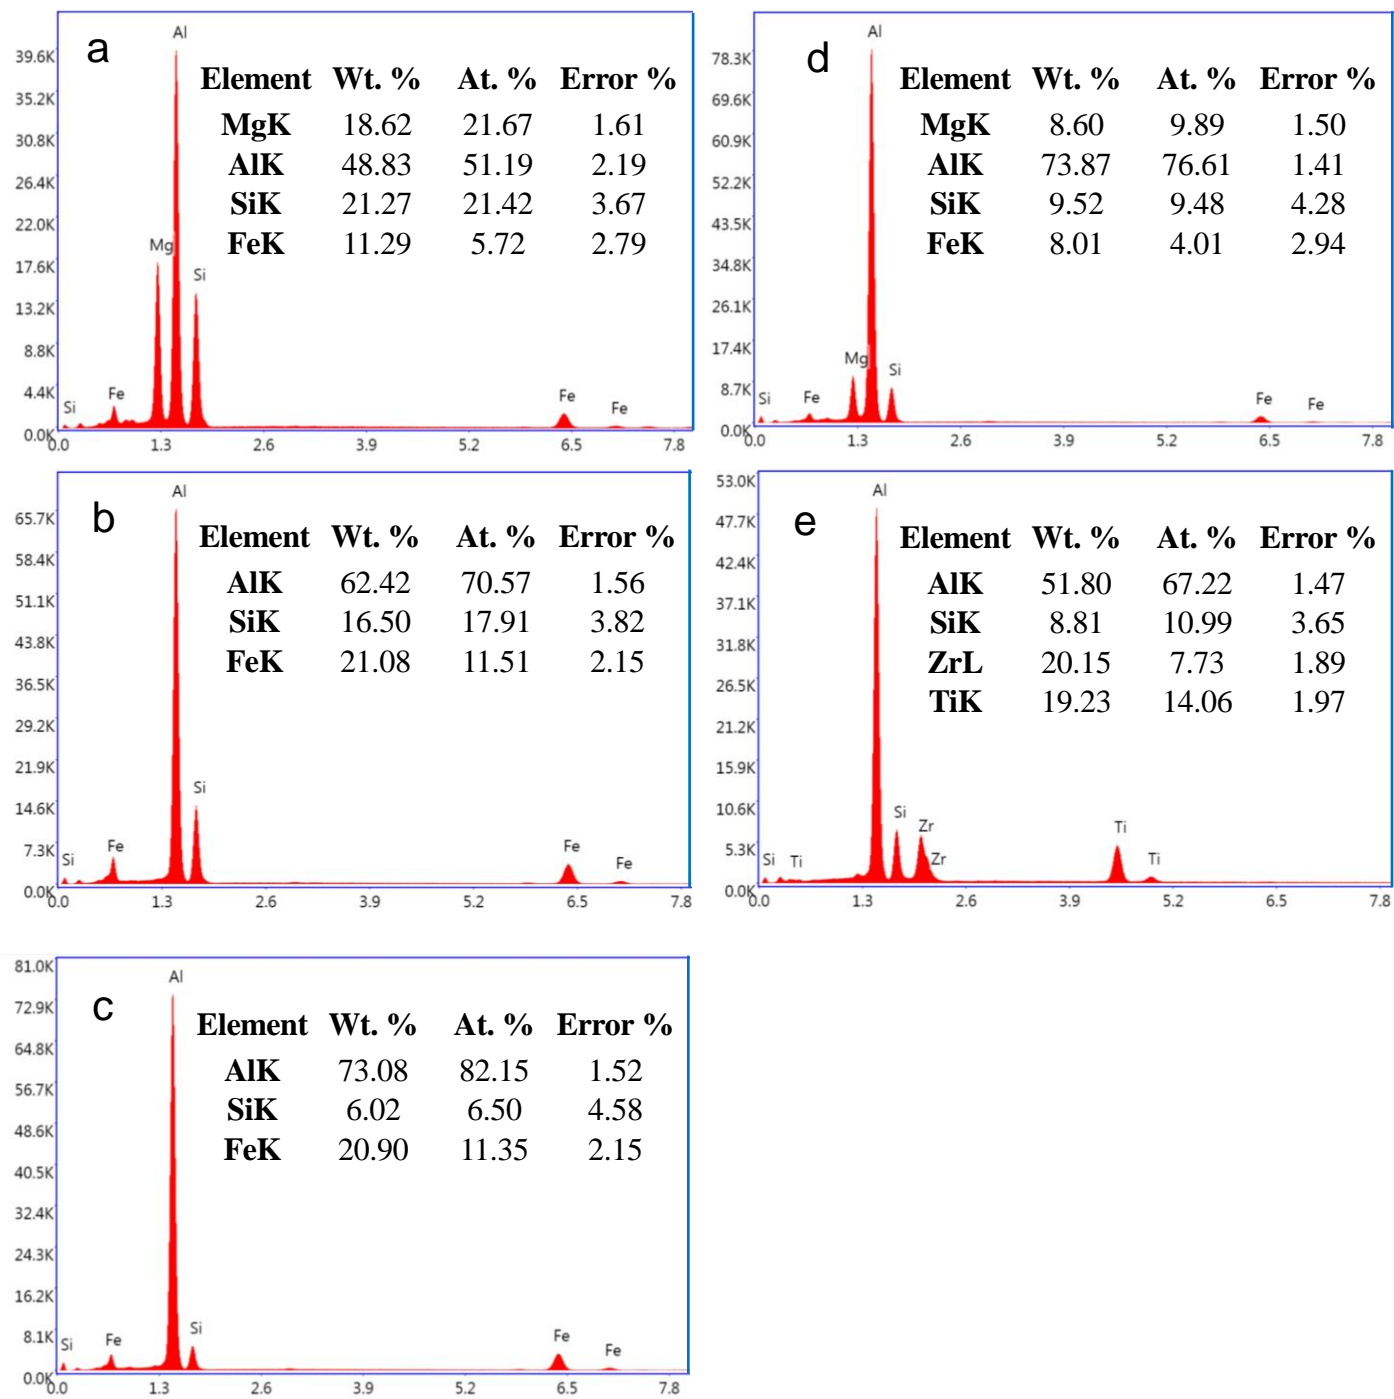 a
Al
39.6K
35.2K
30.8K
26.4K
22.0K
17.6K
13.2K
8.8K
4.4K
0.0K
Element Wt. % At. % Error %
MgK 18.62 21.67 1.61
AlK 48.83 51.19 2.19
SiK 21.27 21.42 3.67
FeK 11.29 5.72 2.79
Mg
Si
Si Fe Fe Fe
0.0 1.3 2.6 3.9 5.2 6.5 7.8
d
Al
78.3K
69.6K
60.9K
52.2K
43.5K
34.8K
26.1K
17.4K
8.7K
0.0K
Element Wt. % At. % Error %
MgK 8.60 9.89 1.50
AlK 73.87 76.61 1.41
SiK 9.52 9.48 4.28
FeK 8.01 4.01 2.94
Mg
Si
Si Fe Fe Fe
0.0 1.3 2.6 3.9 5.2 6.5 7.8
b
Al
65.7K
58.4K
51.1K
43.8K
36.5K
29.2K
21.9K
14.6K
7.3K
0.0K
Element Wt. % At. % Error %
AlK 62.42 70.57 1.56
SiK 16.50 17.91 3.82
FeK 21.08 11.51 2.15
Si
Si Fe Fe Fe
0.0 1.3 2.6 3.9 5.2 6.5 7.8
e
Al
53.0K
47.7K
42.4K
37.1K
31.8K
26.5K
21.2K
15.9K
10.6K
5.3K
0.0K
Element Wt. % At. % Error %
AlK 51.80 67.22 1.47
SiK 8.81 10.99 3.65
ZrL 20.15 7.73 1.89
TiK 19.23 14.06 1.97
Si Zr Ti
Si Ti Zr Ti
0.0 1.3 2.6 3.9 5.2 6.5 7.8
c
Al
81.0K
72.9K
64.8K
56.7K
48.6K
40.5K
32.4K
24.3K
16.2K
8.1K
0.0K
Element Wt. % At. % Error %
AlK 73.08 82.15 1.52
SiK 6.02 6.50 4.58
FeK 20.90 11.35 2.15
Si
Si Fe Fe Fe
0.0 1.3 2.6 3.9 5.2 6.5 7.8